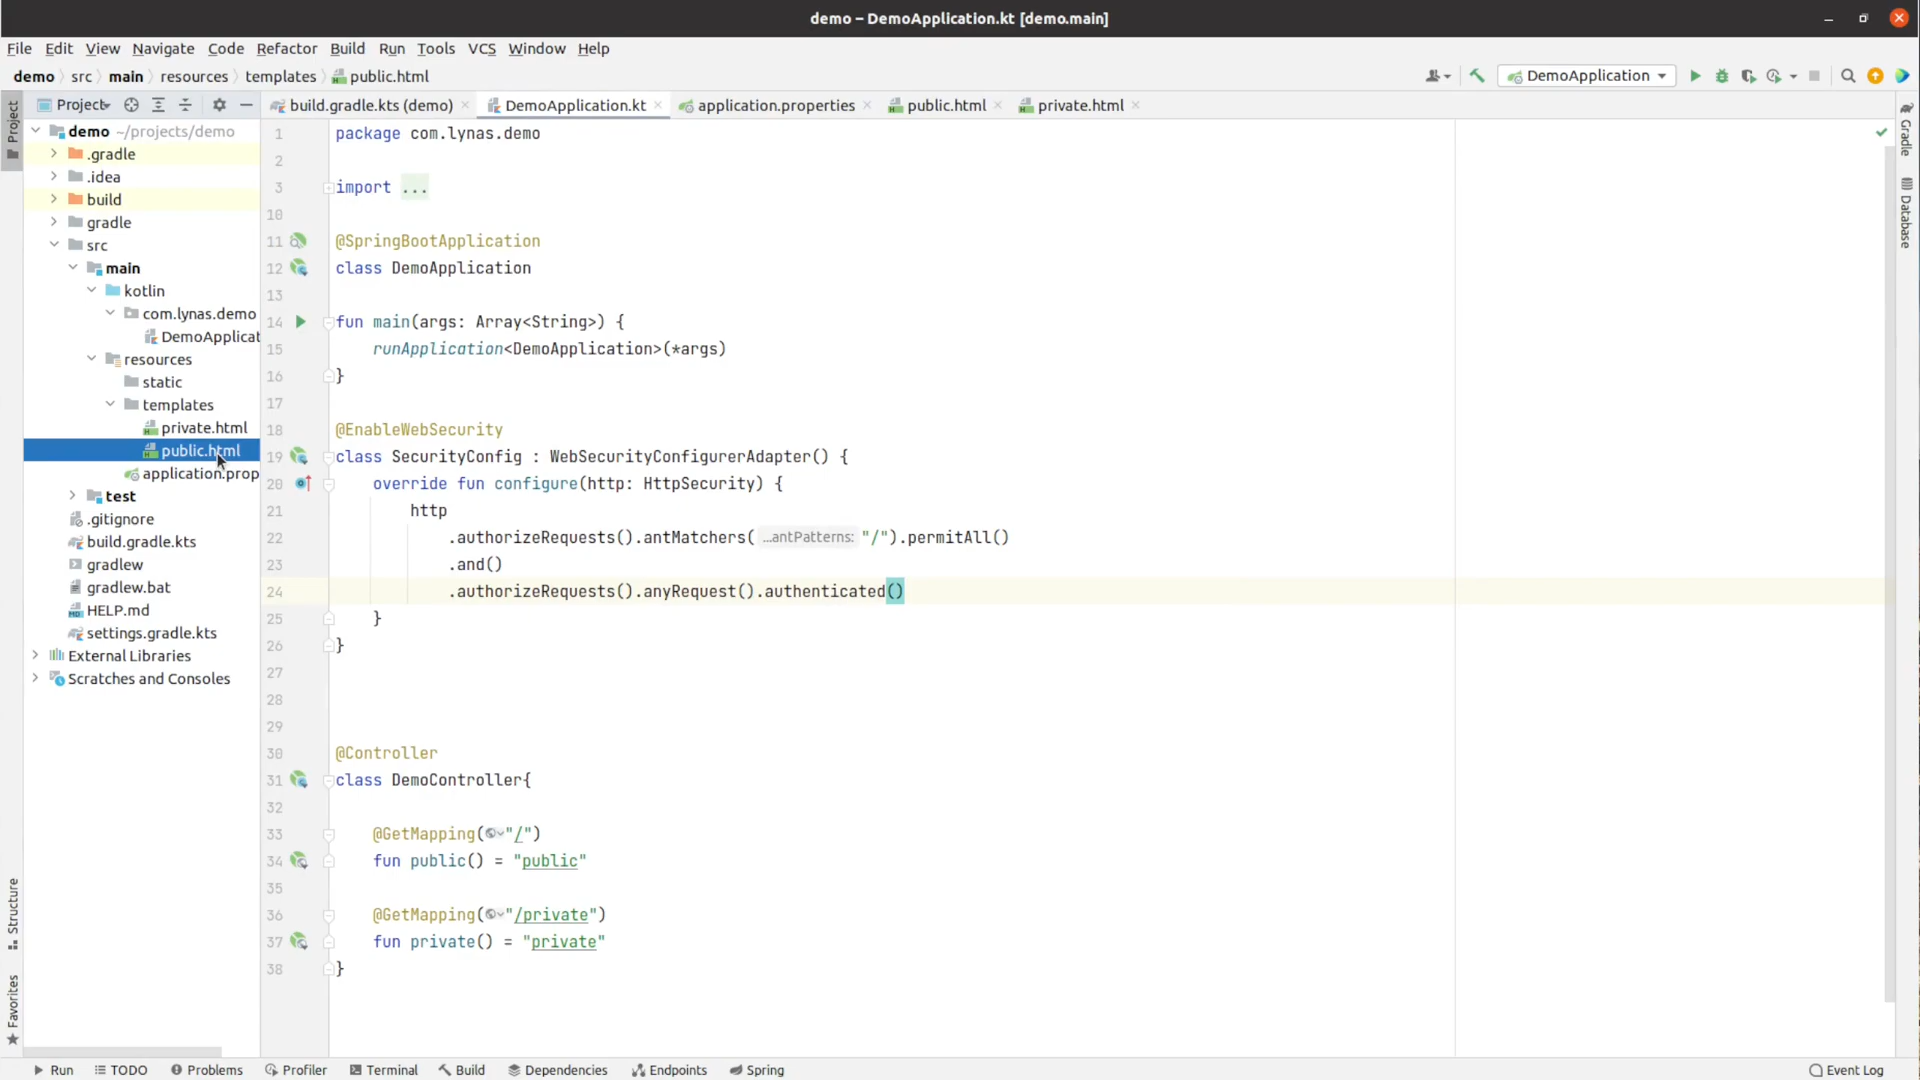 demo – DemoApplication.kt [demo.main]
File Edit View Navigate Code Refactor Build Run Tools VCS Window Help
demo src main resources templates public.html
DemoApplication
Project
build.gradle.kts (demo) DemoApplication.kt application.properties public.html private.html
Project
Structure
Favorites
demo ~/projects/demo
.gradle
.idea
build
gradle
src
main
kotlin
com.lynas.demo
DemoApplicat
resources
static
templates
private.html
public.html
application.prop
test
.gitignore
build.gradle.kts
gradlew
gradlew.bat
HELP.md
settings.gradle.kts
External Libraries
Scratches and Consoles
1 package com.lynas.demo
2
3 import ...
10
11 @SpringBootApplication
12 class DemoApplication
13
14 fun main(args: Array<String>) {
15 runApplication<DemoApplication>(*args)
16 }
17
18 @EnableWebSecurity
19 class SecurityConfig : WebSecurityConfigurerAdapter() {
20 override fun configure(http: HttpSecurity) {
21 http
22 .authorizeRequests().antMatchers( ...antPatterns: "/").permitAll()
23 .and()
24 .authorizeRequests().anyRequest().authenticated()
25 }
26 }
27
28
29
30 @Controller
31 class DemoController{
32
33 @GetMapping("/")
34 fun public() = "public"
35
36 @GetMapping("/private")
37 fun private() = "private"
38 }
Gradle
Database
Run TODO Problems Profiler Terminal Build Dependencies Endpoints Spring Event Log